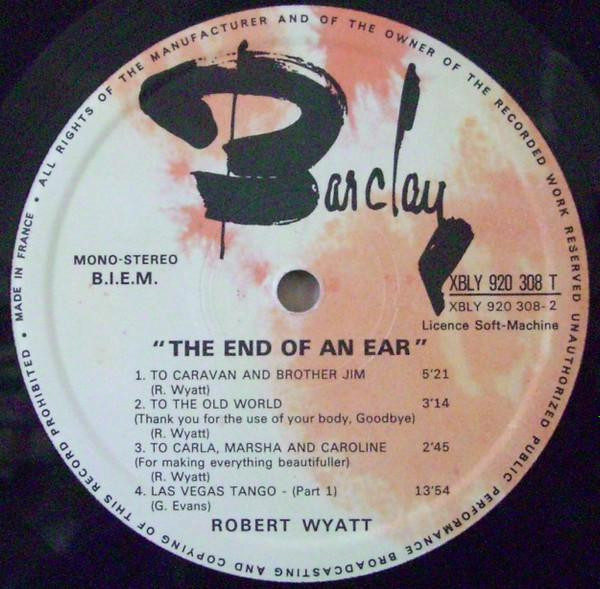 • ALL RIGHTS OF THE MANUFACTURER AND OF THE OWNER OF THE RECORDED WORK RESERVED UNAUTHORIZED PUBLIC PERFORMANCE BROADCASTING AND COPYING OF THIS RECORD PROHIBITED • MADE IN FRANCE
Barclay
MONO-STEREO
B.I.E.M.
XBLY 920 308 T
XBLY 920 308-2
Licence Soft-Machine
"THE END OF AN EAR"
1. TO CARAVAN AND BROTHER JIM 5'21
(R. Wyatt)
2. TO THE OLD WORLD 3'14
(Thank you for the use of your body, Goodbye)
(R. Wyatt)
3. TO CARLA, MARSHA AND CAROLINE 2'45
(For making everything beautifuller)
(R. Wyatt)
4. LAS VEGAS TANGO - (Part 1) 13'54
(G. Evans)
ROBERT WYATT